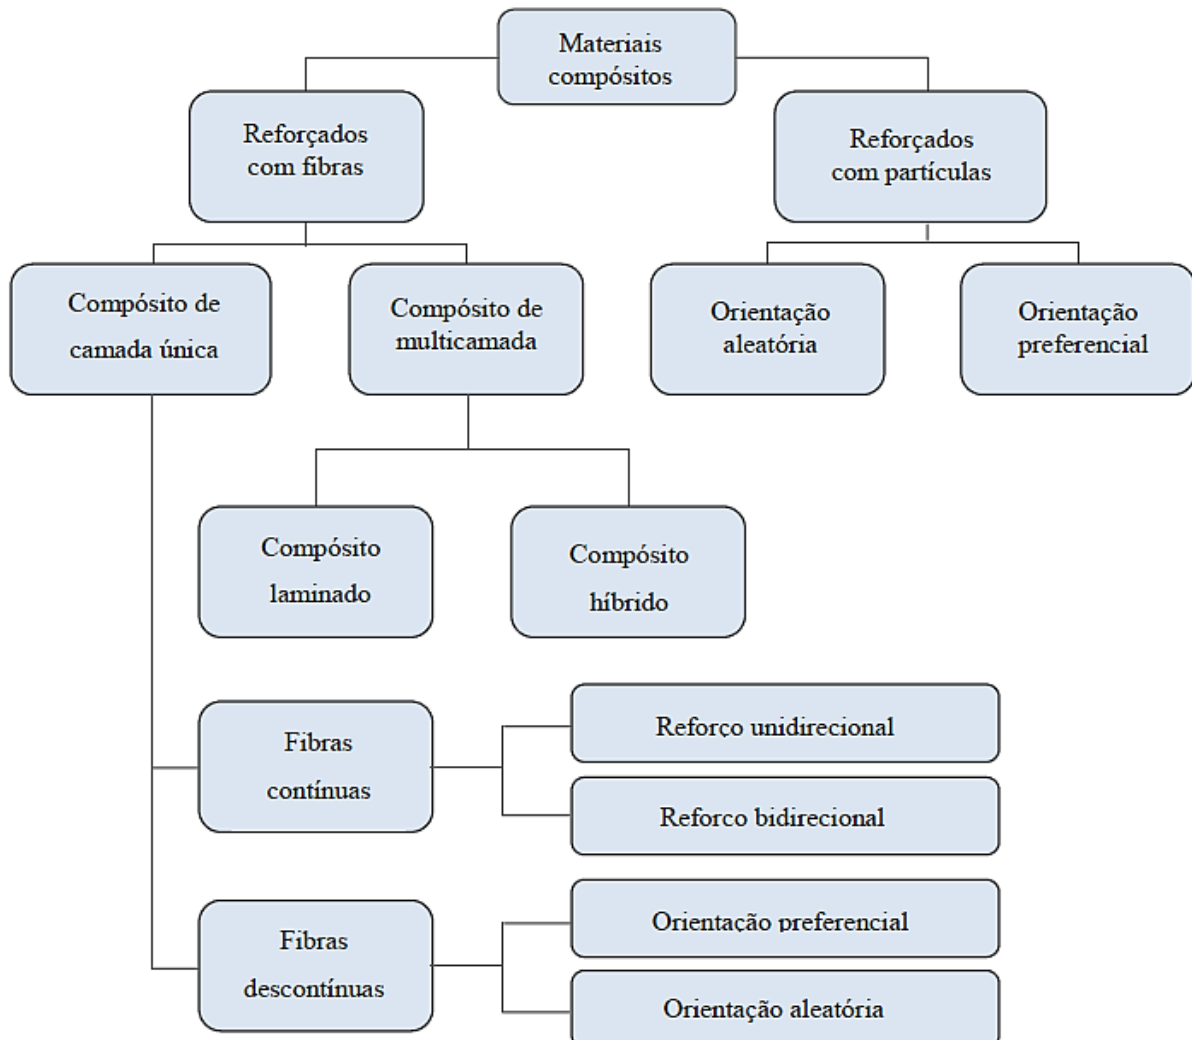 Materiais
compósitos
Reforçados
com fibras
Reforçados
com partículas
Compósito de
camada única
Compósito de
multicamada
Orientação
aleatória
Orientação
preferencial
Compósito
laminado
Compósito
híbrido
Fibras
contínuas
Reforço unidirecional
Reforço bidirecional
Fibras
descontínuas
Orientação preferencial
Orientação aleatória